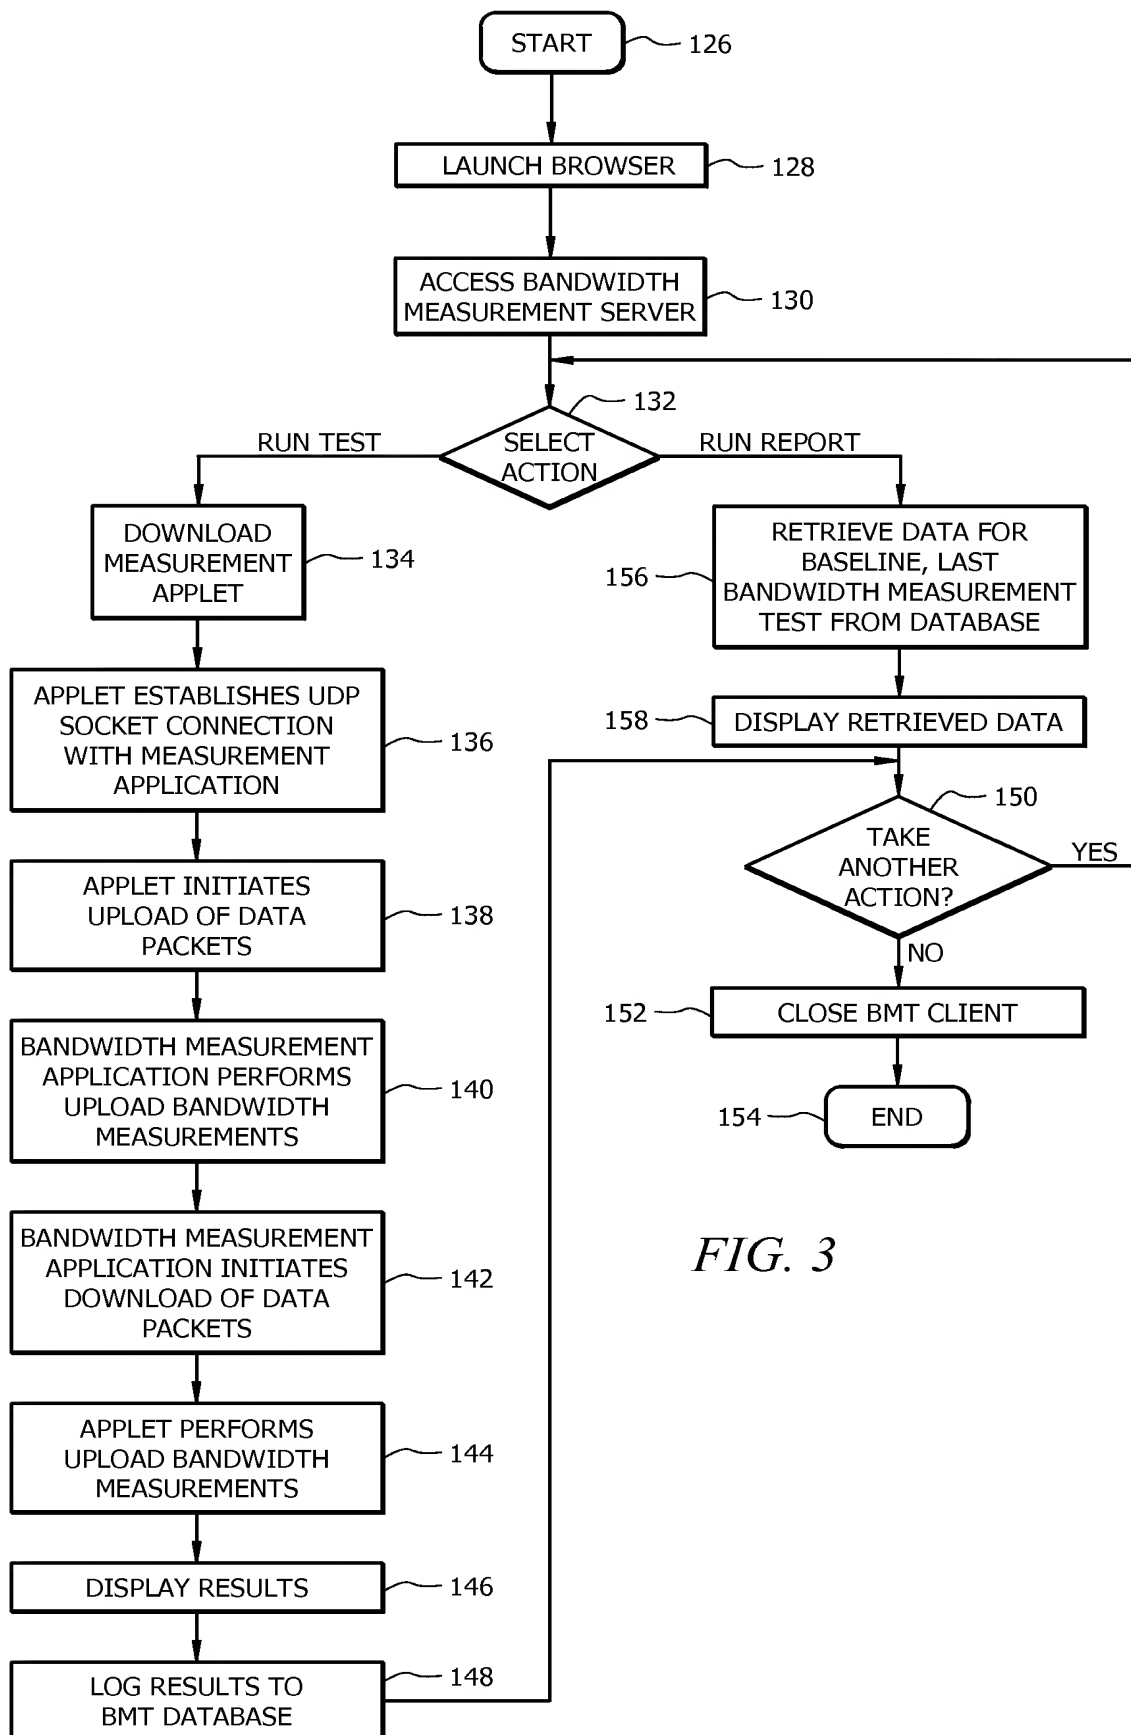 START
126
LAUNCH BROWSER
128
ACCESS BANDWIDTH
MEASUREMENT SERVER
130
132
SELECT
ACTION
RUN TEST
RUN REPORT
DOWNLOAD
MEASUREMENT
APPLET
134
APPLET ESTABLISHES UDP
SOCKET CONNECTION
WITH MEASUREMENT
APPLICATION
136
APPLET INITIATES
UPLOAD OF DATA
PACKETS
138
BANDWIDTH MEASUREMENT
APPLICATION PERFORMS
UPLOAD BANDWIDTH
MEASUREMENTS
140
BANDWIDTH MEASUREMENT
APPLICATION INITIATES
DOWNLOAD OF DATA
PACKETS
142
APPLET PERFORMS
UPLOAD BANDWIDTH
MEASUREMENTS
144
DISPLAY RESULTS
146
LOG RESULTS TO
BMT DATABASE
148
RETRIEVE DATA FOR
BASELINE, LAST
BANDWIDTH MEASUREMENT
TEST FROM DATABASE
156
DISPLAY RETRIEVED DATA
158
150
TAKE
ANOTHER
ACTION?
YES
NO
CLOSE BMT CLIENT
152
END
154
FIG. 3